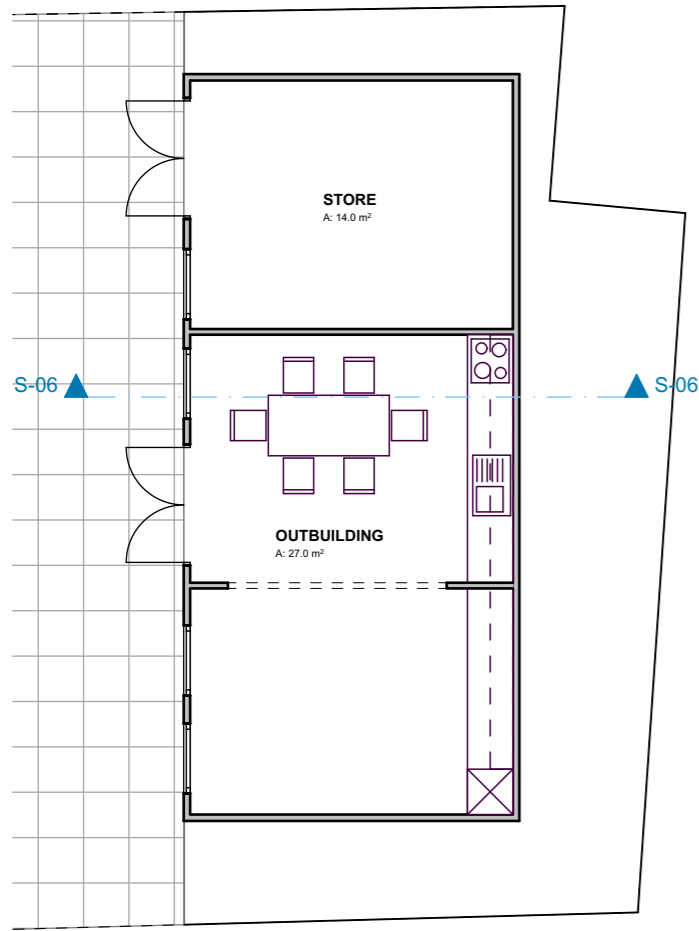 STORE
A: 14.0 m²
S-06
S-06
OUTBUILDING
A: 27.0 m²